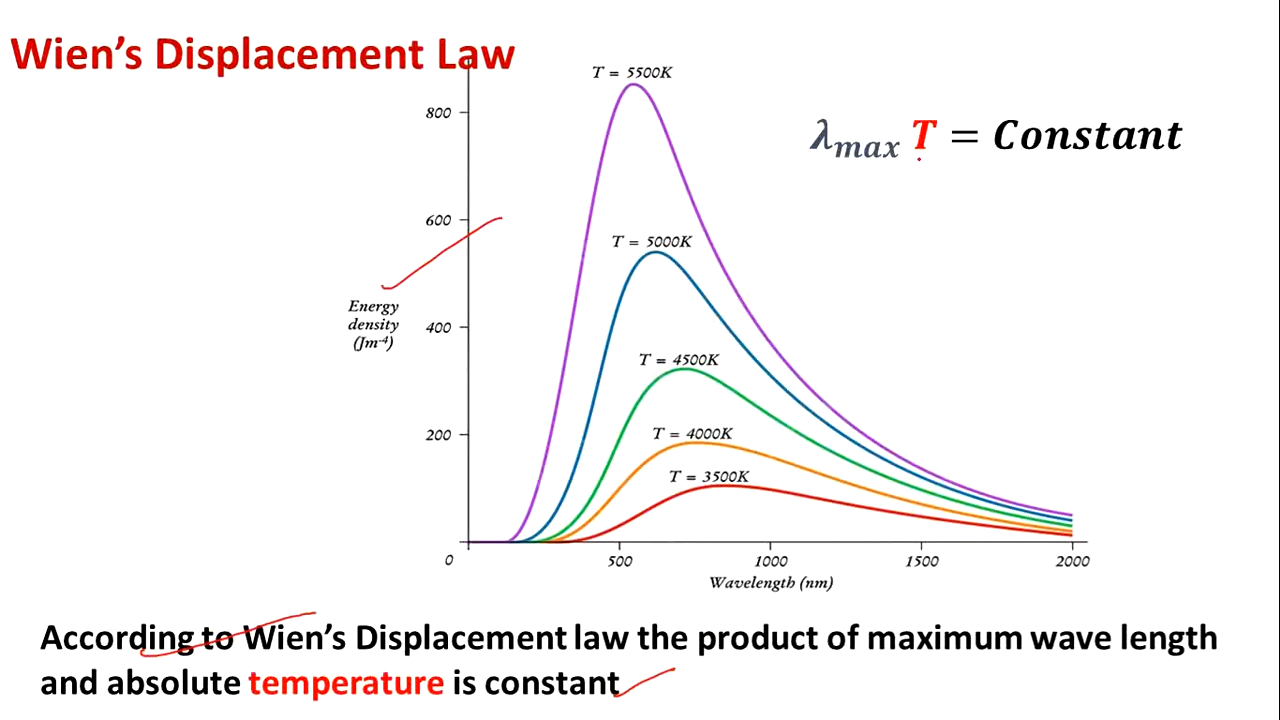 Wien's Displacement Law
T = 5500K
800
λmax T = Constant
600
T = 5000K
Energy
density
(Jm⁻⁴)
400
T = 4500K
200
T = 4000K
T = 3500K
0
500
1000
1500
2000
Wavelength (nm)
According to Wien's Displacement law the product of maximum wave length
and absolute temperature is constant